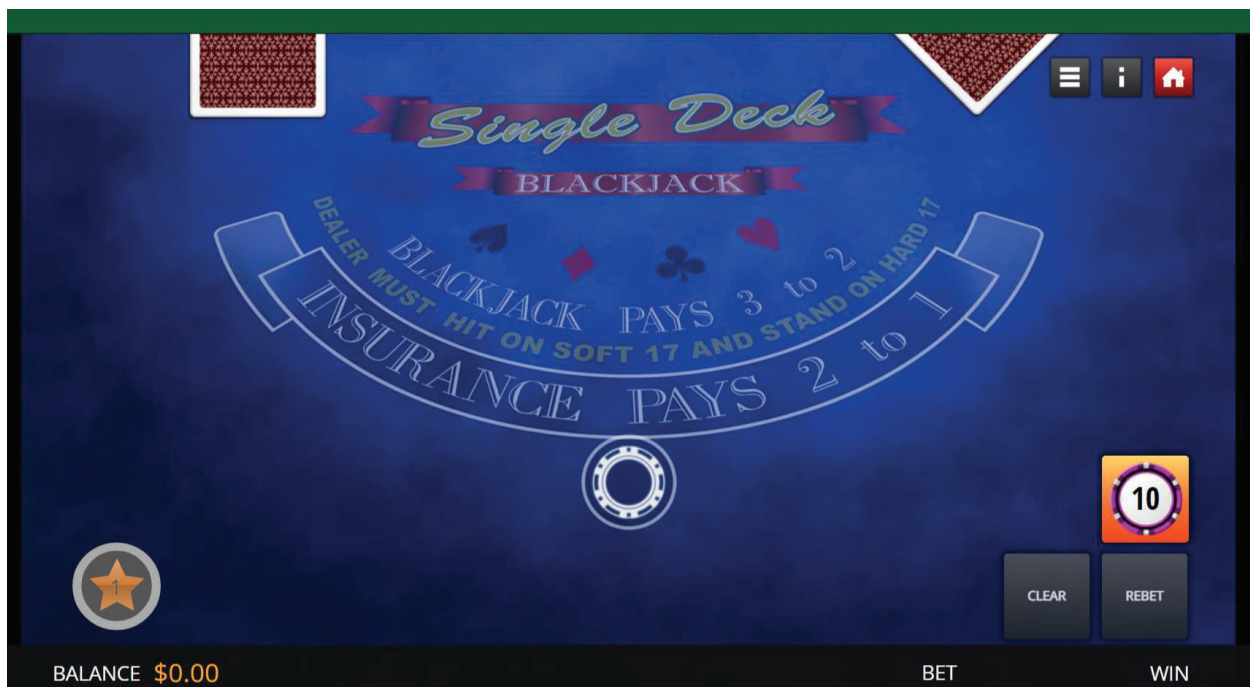 Single Deck
BLACKJACK
BLACKJACK PAYS 3 to 2
DEALER MUST HIT ON SOFT 17 AND STAND ON HARD 17
INSURANCE PAYS 2 to 1
i
10
1
CLEAR REBET
BALANCE $0.00 BET WIN